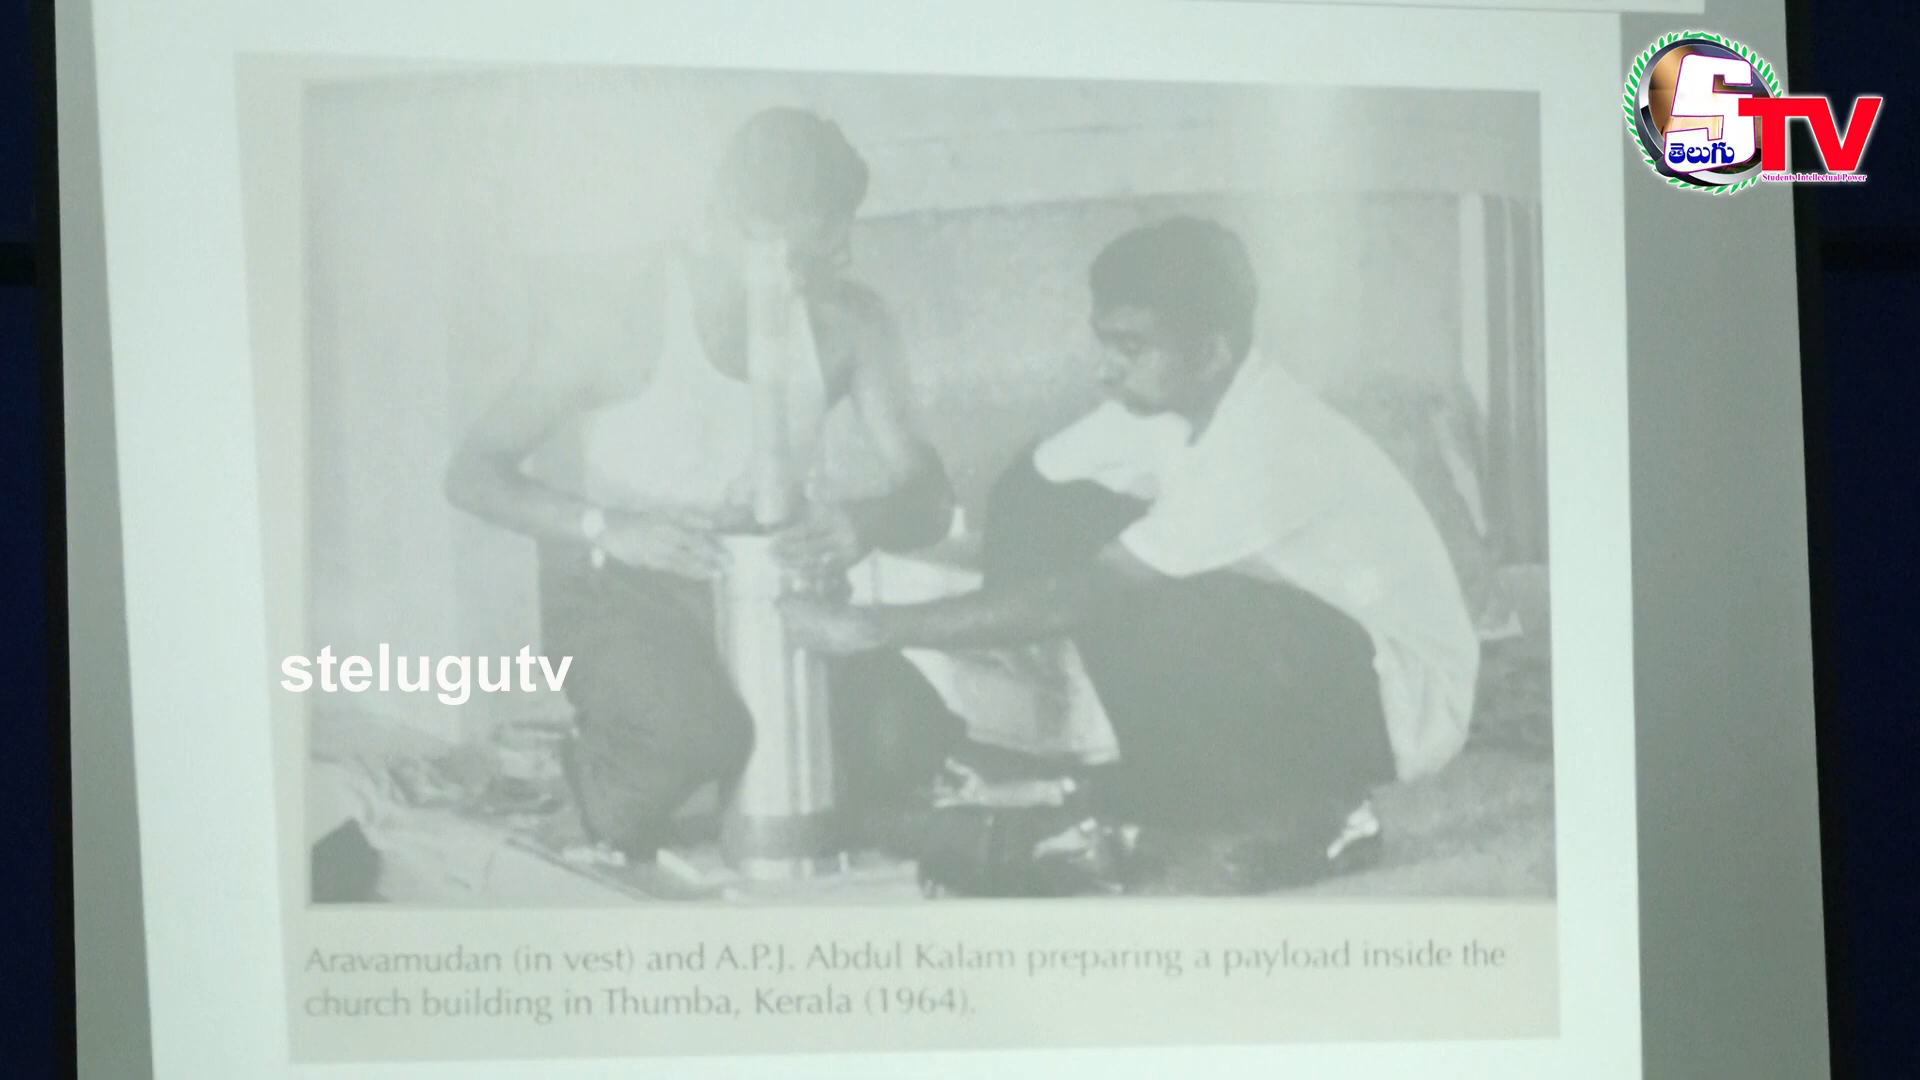 S
తెలుగు
TV
Students Intellectual Power
stelugutv
Aravamudan (in vest) and A.P.J. Abdul Kalam preparing a payload inside the
church building in Thumba, Kerala (1964).